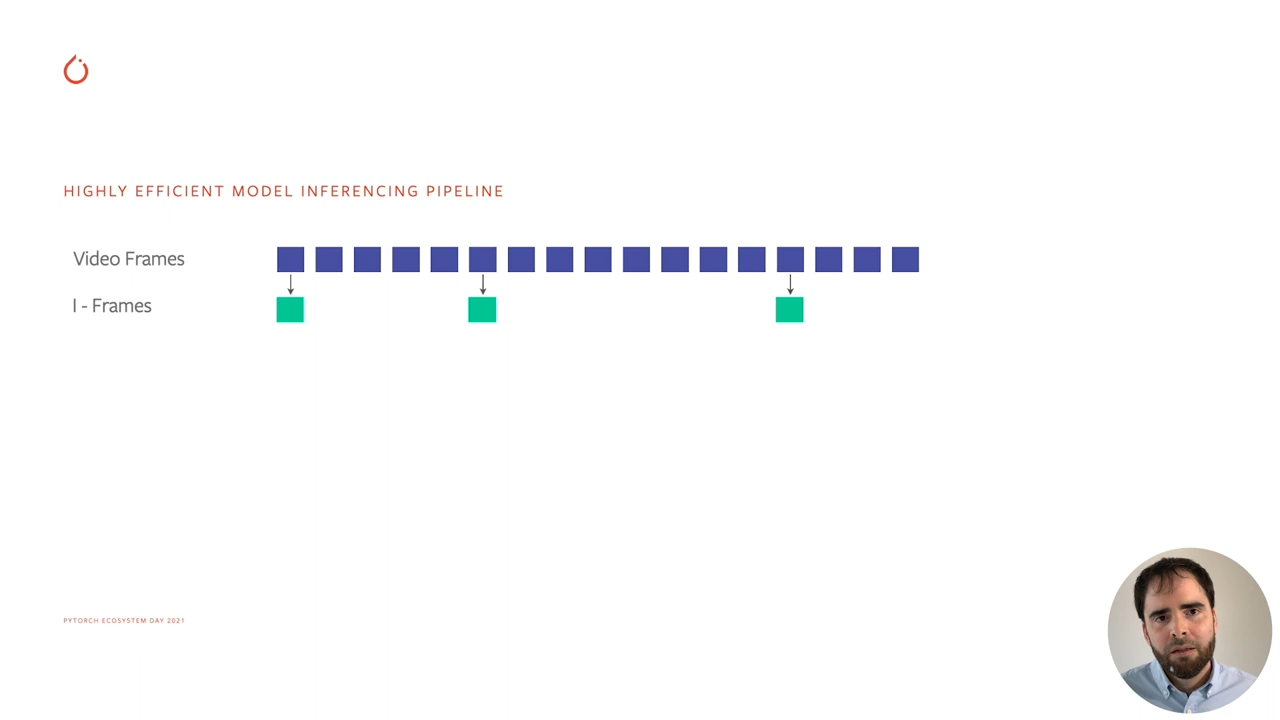 HIGHLY EFFICIENT MODEL INFERENCING PIPELINE
Video Frames
I - Frames
PYTORCH ECOSYSTEM DAY 2021